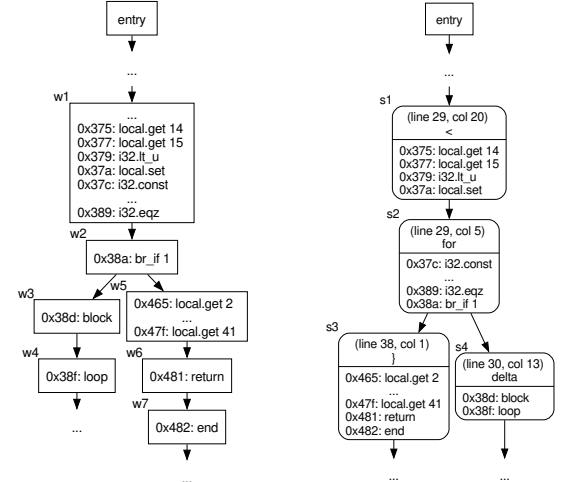 entry
...
w1
...
0x375: local.get 14
0x377: local.get 15
0x379: i32.lt_u
0x37a: local.set
0x37c: i32.const
...
0x389: i32.eqz
w2
0x38a: br_if 1
w3
0x38d: block
w4
0x38f: loop
...
w5
0x465: local.get 2
...
0x47f: local.get 41
w6
0x481: return
w7
0x482: end
...
entry
...
s1
(line 29, col 20)
<
0x375: local.get 14
0x377: local.get 15
0x379: i32.lt_u
0x37a: local.set
s2
(line 29, col 5)
for
0x37c: i32.const
...
0x389: i32.eqz
0x38a: br_if 1
s3
(line 38, col 1)
}
0x465: local.get 2
...
0x47f: local.get 41
0x481: return
0x482: end
...
s4
(line 30, col 13)
delta
0x38d: block
0x38f: loop
...